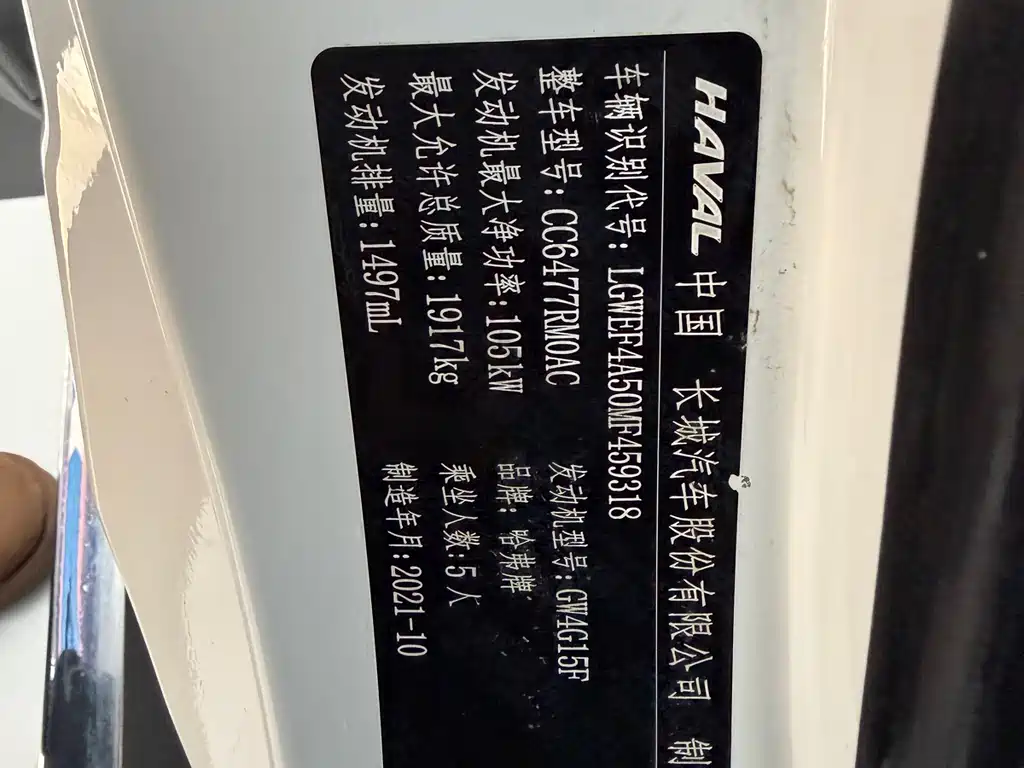 HAVAL 中国 长城汽车股份有限公司 制
车辆识别代号: LGWEF4A50MF459318
整车型号: CC6477RM0AC 发动机型号: GW4G15F
发动机最大净功率: 105kW 品牌: 哈弗牌
最大允许总质量: 1917kg 乘坐人数: 5人
发动机排量: 1497mL 制造年月: 2021-10